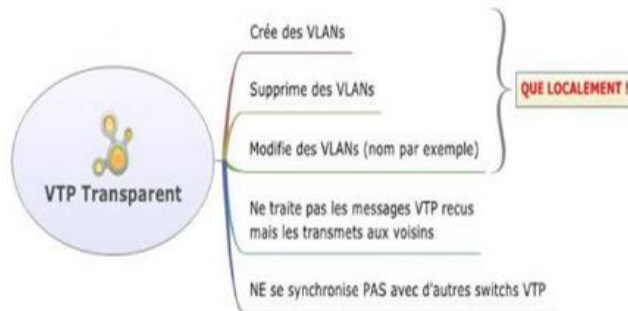 Crée des VLANs
Supprime des VLANs
QUE LOCALEMENT !
Modifie des VLANs (nom par exemple)
VTP Transparent
Ne traite pas les messages VTP recus
mais les transmets aux voisins
NE se synchronise PAS avec d'autres switchs VTP